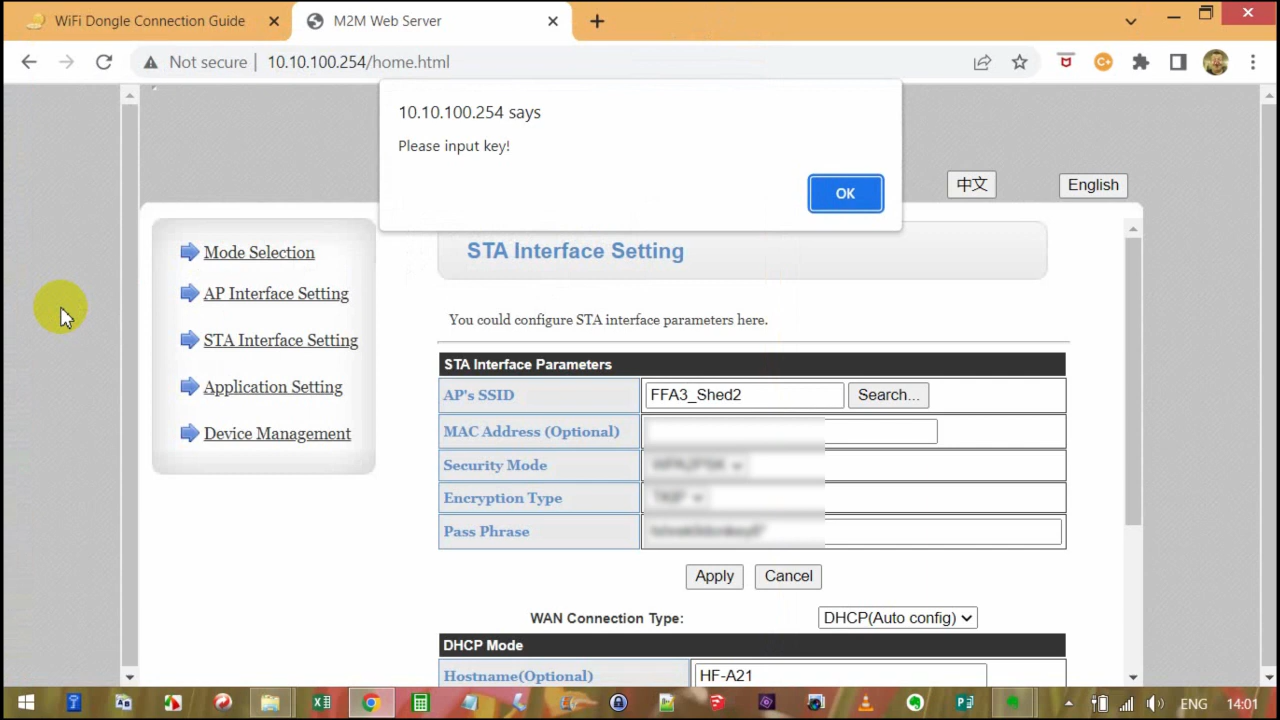 WiFi Dongle Connection Guide
M2M Web Server
Not secure
10.10.100.254/home.html
10.10.100.254 says
Please input key!
OK
中文
English
Mode Selection
AP Interface Setting
STA Interface Setting
Application Setting
Device Management
STA Interface Setting
You could configure STA interface parameters here.
STA Interface Parameters
AP's SSID
FFA3_Shed2
Search...
MAC Address (Optional)
Security Mode
Encryption Type
Pass Phrase
Apply
Cancel
WAN Connection Type:
DHCP(Auto config)
DHCP Mode
Hostname(Optional)
HF-A21
ENG
14:01